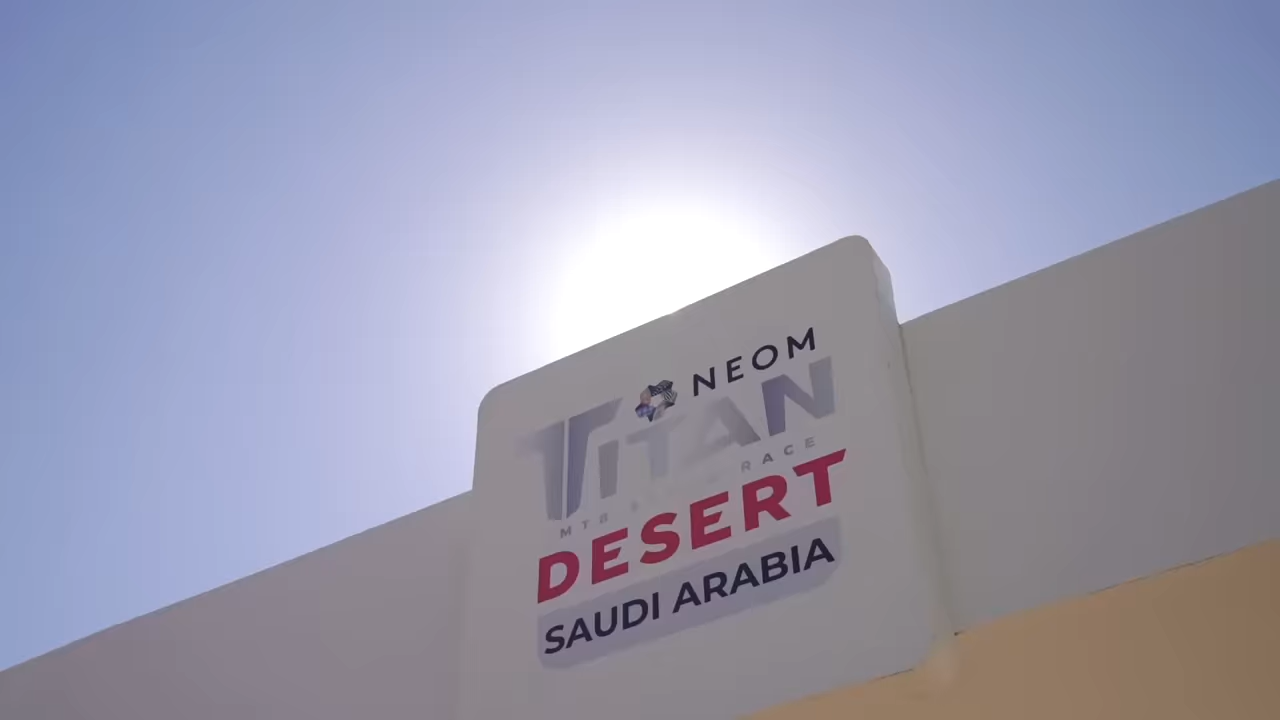 NEOM
TITAN
MTB RACE
DESERT
SAUDI ARABIA